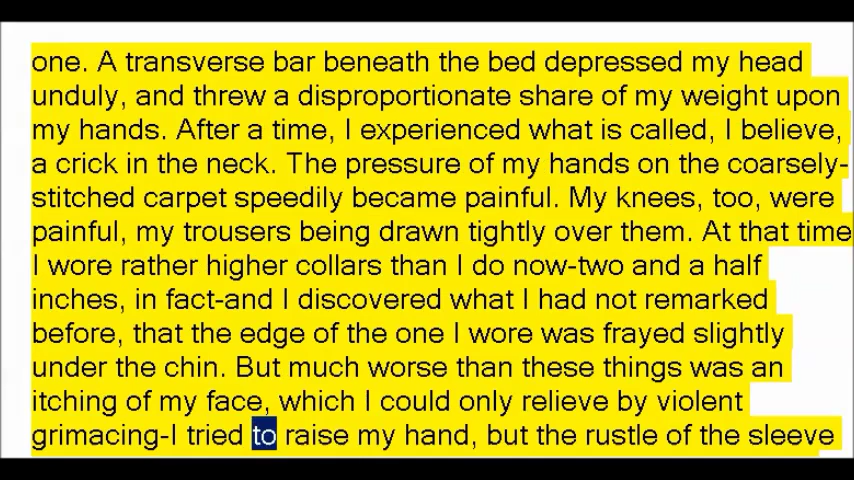 one. A transverse bar beneath the bed depressed my head
unduly, and threw a disproportionate share of my weight upon
my hands. After a time, I experienced what is called, I believe,
a crick in the neck. The pressure of my hands on the coarsely-
stitched carpet speedily became painful. My knees, too, were
painful, my trousers being drawn tightly over them. At that time
I wore rather higher collars than I do now-two and a half
inches, in fact-and I discovered what I had not remarked
before, that the edge of the one I wore was frayed slightly
under the chin. But much worse than these things was an
itching of my face, which I could only relieve by violent
grimacing-I tried to raise my hand, but the rustle of the sleeve